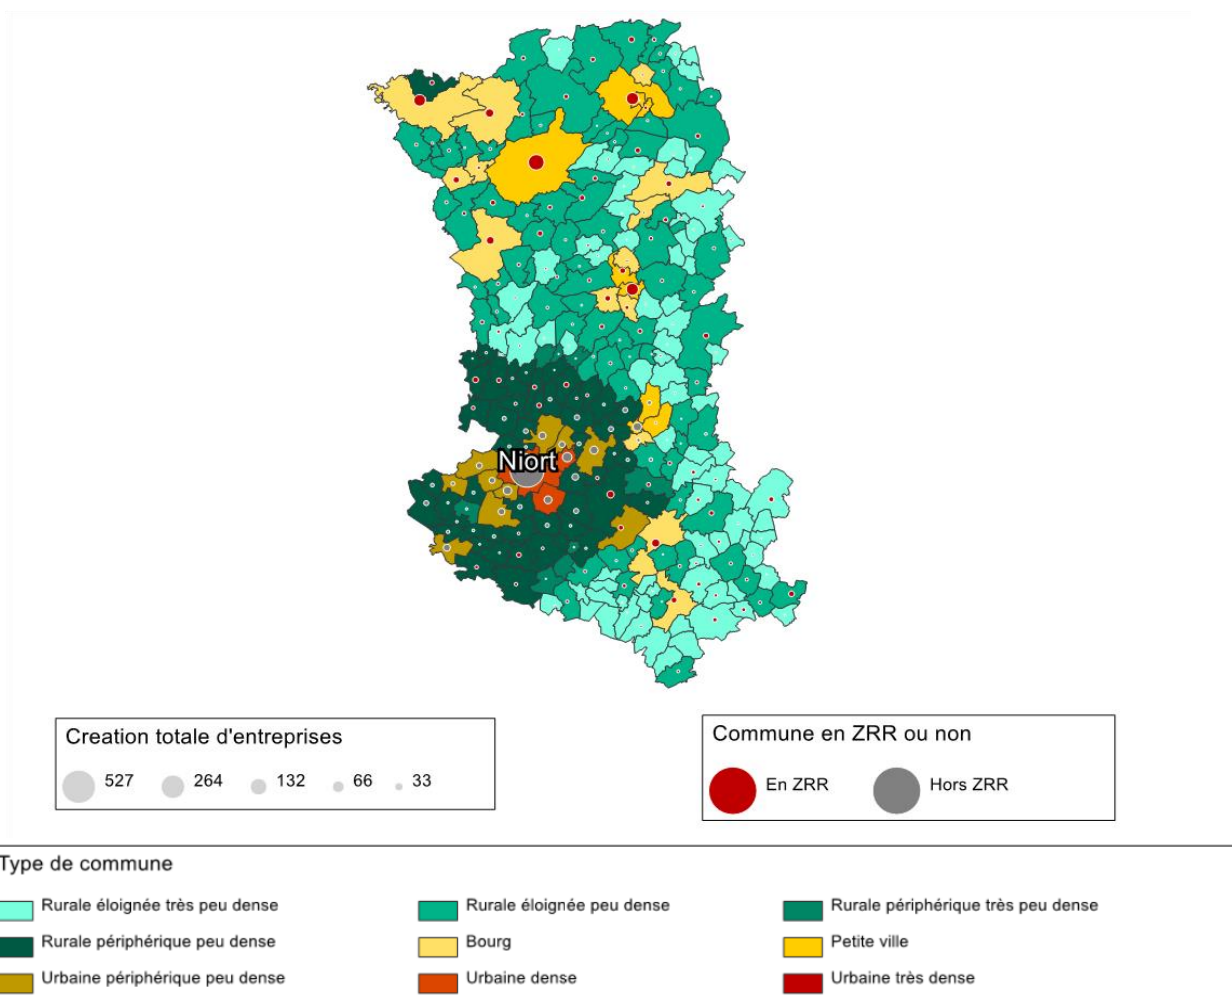 Niort
Creation totale d'entreprises
527 264 132 66 33
Commune en ZRR ou non
En ZRR Hors ZRR
Type de commune
Rurale éloignée très peu dense Rurale éloignée peu dense Rurale périphérique très peu dense
Rurale périphérique peu dense Bourg Petite ville
Urbaine périphérique peu dense Urbaine dense Urbaine très dense